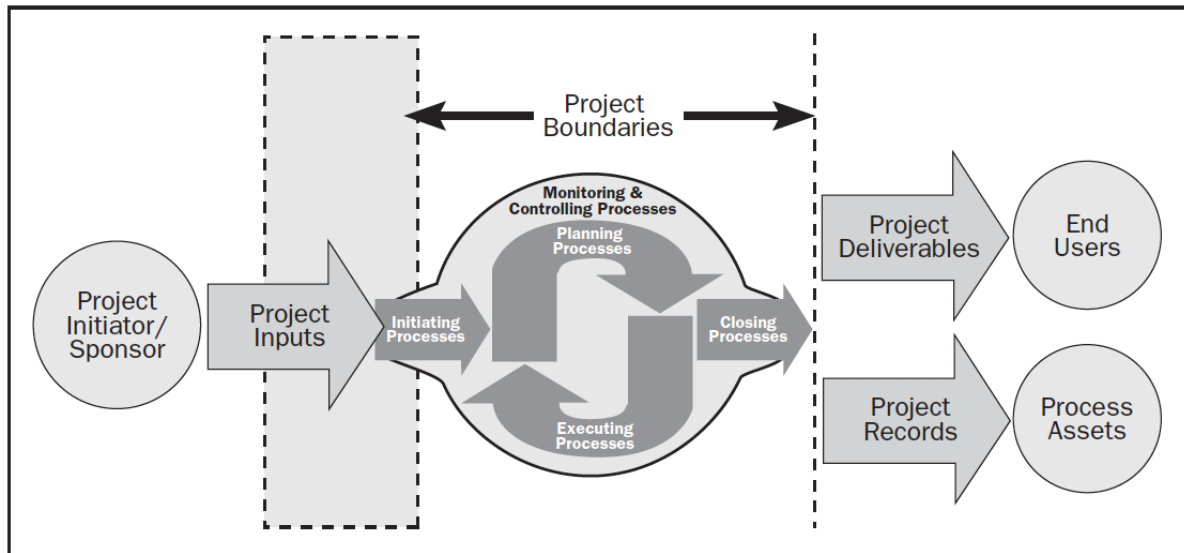 Project
Boundaries
Monitoring &
Controlling Processes
Planning
Processes
Project
Initiator/
Sponsor
Project
Inputs
Initiating
Processes
Closing
Processes
Executing
Processes
Project
Deliverables
End
Users
Project
Records
Process
Assets